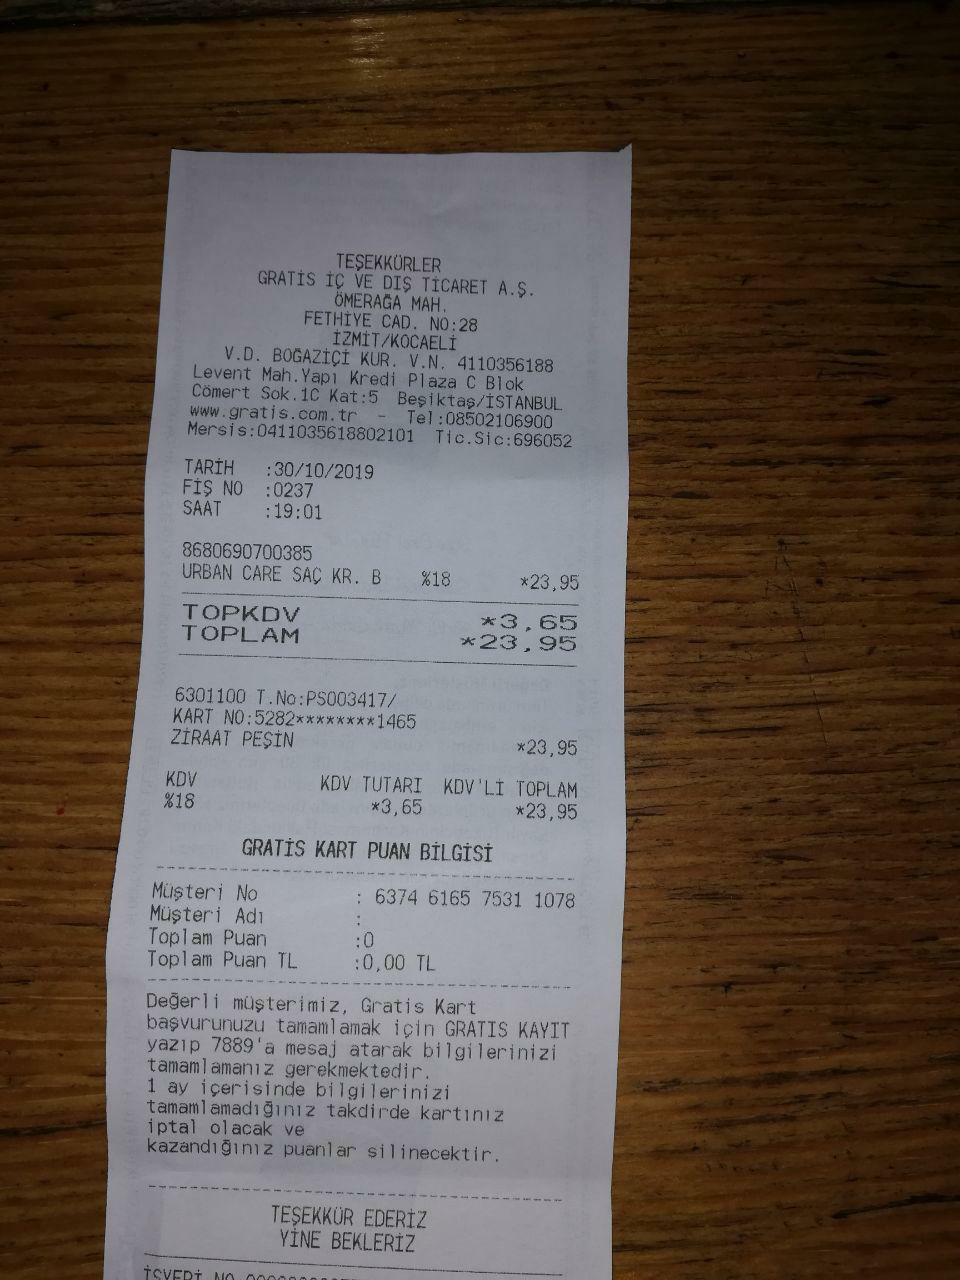 TEŞEKKÜRLER
GRATİS İÇ VE DIŞ TİCARET A.Ş.
ÖMERAĞA MAH.
FETHİYE CAD. NO:28
İZMİT/KOCAELİ
V.D. BOĞAZİÇİ KUR. V.N. 4110356188
Levent Mah.Yapı Kredi Plaza C Blok
Cömert Sok.1C Kat:5 Beşiktaş/İSTANBUL
www.gratis.com.tr - Tel:08502106900
Mersis:0411035618802101 Tic.Sic:696052
TARİH :30/10/2019
FİŞ NO :0237
SAAT :19:01
8680690700385
URBAN CARE SAÇ KR. B %18 *23,95
TOPKDV *3,65
TOPLAM *23,95
6301100 T.No:PS003417/
KART NO:5282********1465
ZİRAAT PEŞİN *23,95
KDV KDV TUTARI KDV'Lİ TOPLAM
%18 *3,65 *23,95
GRATİS KART PUAN BİLGİSİ
Müşteri No : 6374 6165 7531 1078
Müşteri Adı :
Toplam Puan :0
Toplam Puan TL :0,00 TL
Değerli müşterimiz, Gratis Kart
başvurunuzu tamamlamak için GRATIS KAYIT
yazıp 7889'a mesaj atarak bilgilerinizi
tamamlamanız gerekmektedir.
1 ay içerisinde bilgilerinizi
tamamlamadığınız takdirde kartınız
iptal olacak ve
kazandığınız puanlar silinecektir.
TEŞEKKÜR EDERİZ
YİNE BEKLERİZ
İŞYERİ NO